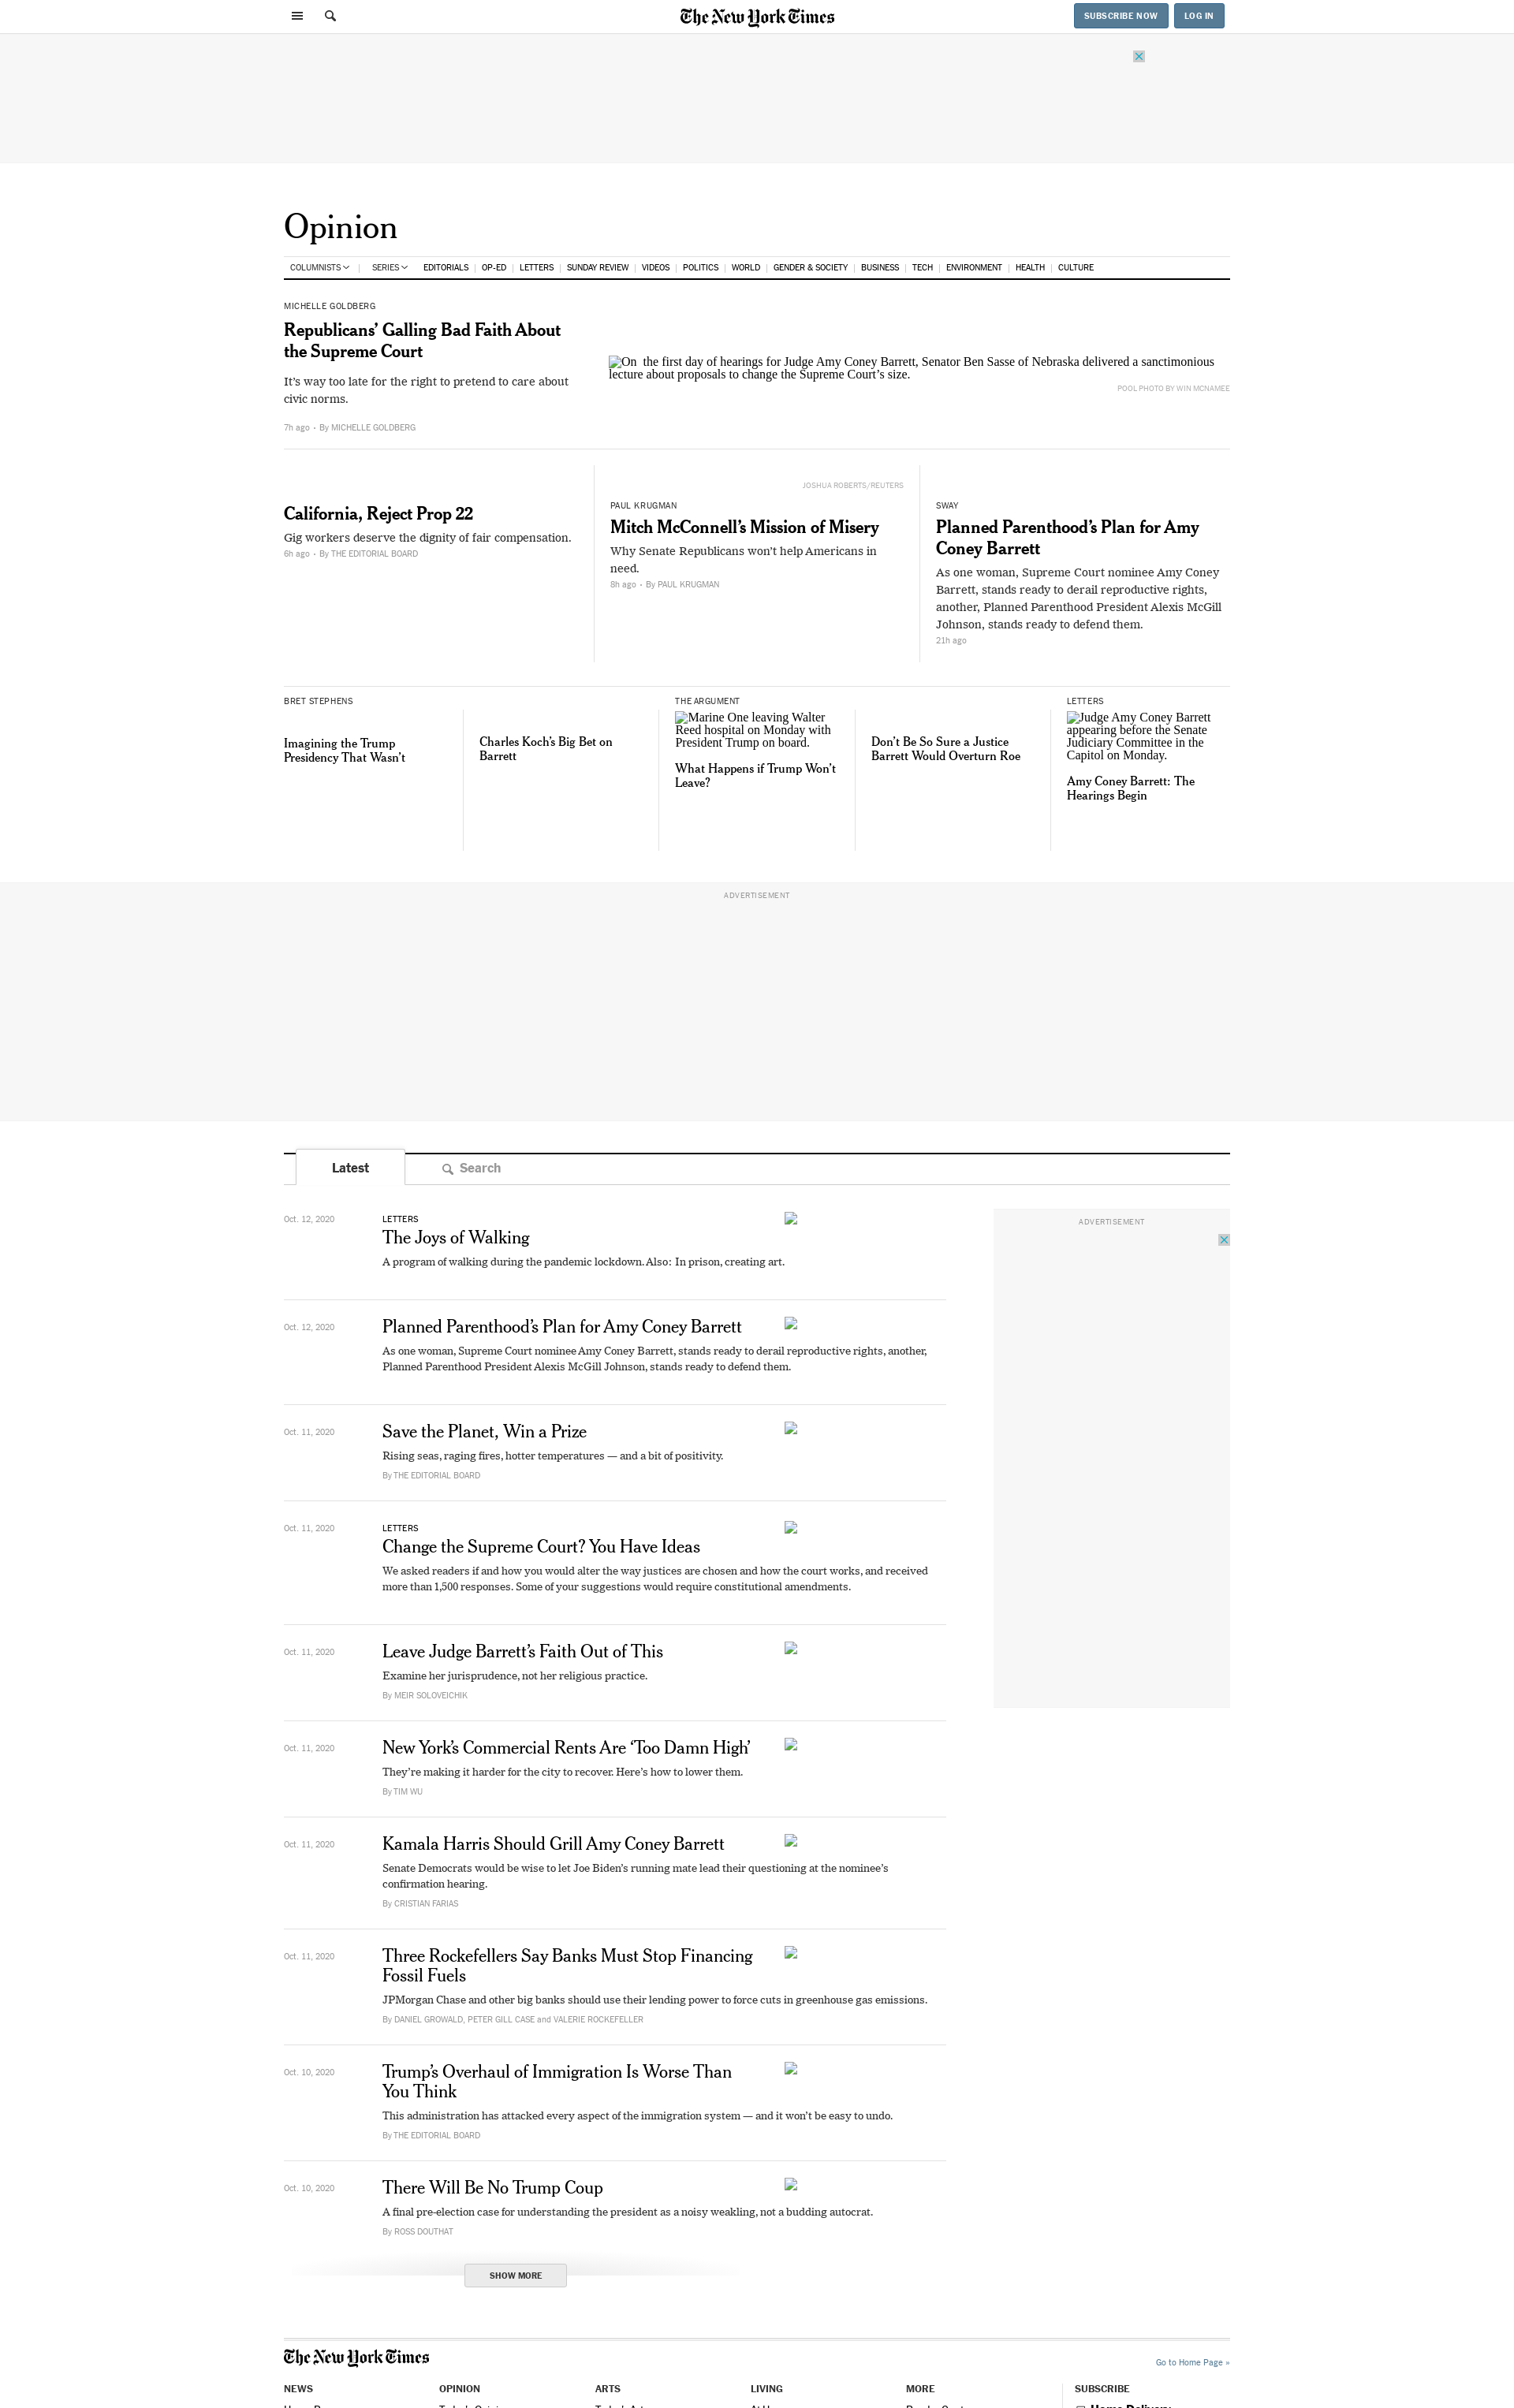 The New York Times
SUBSCRIBE NOW
LOG IN
Opinion
COLUMNISTS | SERIES EDITORIALS | OP-ED | LETTERS | SUNDAY REVIEW | VIDEOS | POLITICS | WORLD | GENDER & SOCIETY | BUSINESS | TECH | ENVIRONMENT | HEALTH | CULTURE
MICHELLE GOLDBERG
Republicans’ Galling Bad Faith About
the Supreme Court
It’s way too late for the right to pretend to care about
civic norms.
7h ago • By MICHELLE GOLDBERG
On the first day of hearings for Judge Amy Coney Barrett, Senator Ben Sasse of Nebraska delivered a sanctimonious
lecture about proposals to change the Supreme Court’s size.
POOL PHOTO BY WIN MCNAMEE
California, Reject Prop 22
Gig workers deserve the dignity of fair compensation.
6h ago • By THE EDITORIAL BOARD
JOSHUA ROBERTS/REUTERS
PAUL KRUGMAN
Mitch McConnell’s Mission of Misery
Why Senate Republicans won’t help Americans in
need.
8h ago • By PAUL KRUGMAN
SWAY
Planned Parenthood’s Plan for Amy
Coney Barrett
As one woman, Supreme Court nominee Amy Coney
Barrett, stands ready to derail reproductive rights,
another, Planned Parenthood President Alexis McGill
Johnson, stands ready to defend them.
21h ago
BRET STEPHENS
Imagining the Trump
Presidency That Wasn’t
Charles Koch’s Big Bet on
Barrett
THE ARGUMENT
Marine One leaving Walter
Reed hospital on Monday with
President Trump on board.
What Happens if Trump Won’t
Leave?
Don’t Be So Sure a Justice
Barrett Would Overturn Roe
LETTERS
Judge Amy Coney Barrett
appearing before the Senate
Judiciary Committee in the
Capitol on Monday.
Amy Coney Barrett: The
Hearings Begin
ADVERTISEMENT
Latest
Search
ADVERTISEMENT
Oct. 12, 2020
LETTERS
The Joys of Walking
A program of walking during the pandemic lockdown. Also: In prison, creating art.
Oct. 12, 2020
Planned Parenthood’s Plan for Amy Coney Barrett
As one woman, Supreme Court nominee Amy Coney Barrett, stands ready to derail reproductive rights, another,
Planned Parenthood President Alexis McGill Johnson, stands ready to defend them.
Oct. 11, 2020
Save the Planet, Win a Prize
Rising seas, raging fires, hotter temperatures — and a bit of positivity.
By THE EDITORIAL BOARD
Oct. 11, 2020
LETTERS
Change the Supreme Court? You Have Ideas
We asked readers if and how you would alter the way justices are chosen and how the court works, and received
more than 1,500 responses. Some of your suggestions would require constitutional amendments.
Oct. 11, 2020
Leave Judge Barrett’s Faith Out of This
Examine her jurisprudence, not her religious practice.
By MEIR SOLOVEICHIK
Oct. 11, 2020
New York’s Commercial Rents Are ‘Too Damn High’
They’re making it harder for the city to recover. Here’s how to lower them.
By TIM WU
Oct. 11, 2020
Kamala Harris Should Grill Amy Coney Barrett
Senate Democrats would be wise to let Joe Biden’s running mate lead their questioning at the nominee’s
confirmation hearing.
By CRISTIAN FARIAS
Oct. 11, 2020
Three Rockefellers Say Banks Must Stop Financing
Fossil Fuels
JPMorgan Chase and other big banks should use their lending power to force cuts in greenhouse gas emissions.
By DANIEL GROWALD, PETER GILL CASE and VALERIE ROCKEFELLER
Oct. 10, 2020
Trump’s Overhaul of Immigration Is Worse Than
You Think
This administration has attacked every aspect of the immigration system — and it won’t be easy to undo.
By THE EDITORIAL BOARD
Oct. 10, 2020
There Will Be No Trump Coup
A final pre-election case for understanding the president as a noisy weakling, not a budding autocrat.
By ROSS DOUTHAT
SHOW MORE
The New York Times
Go to Home Page »
NEWS
OPINION
ARTS
LIVING
MORE
SUBSCRIBE